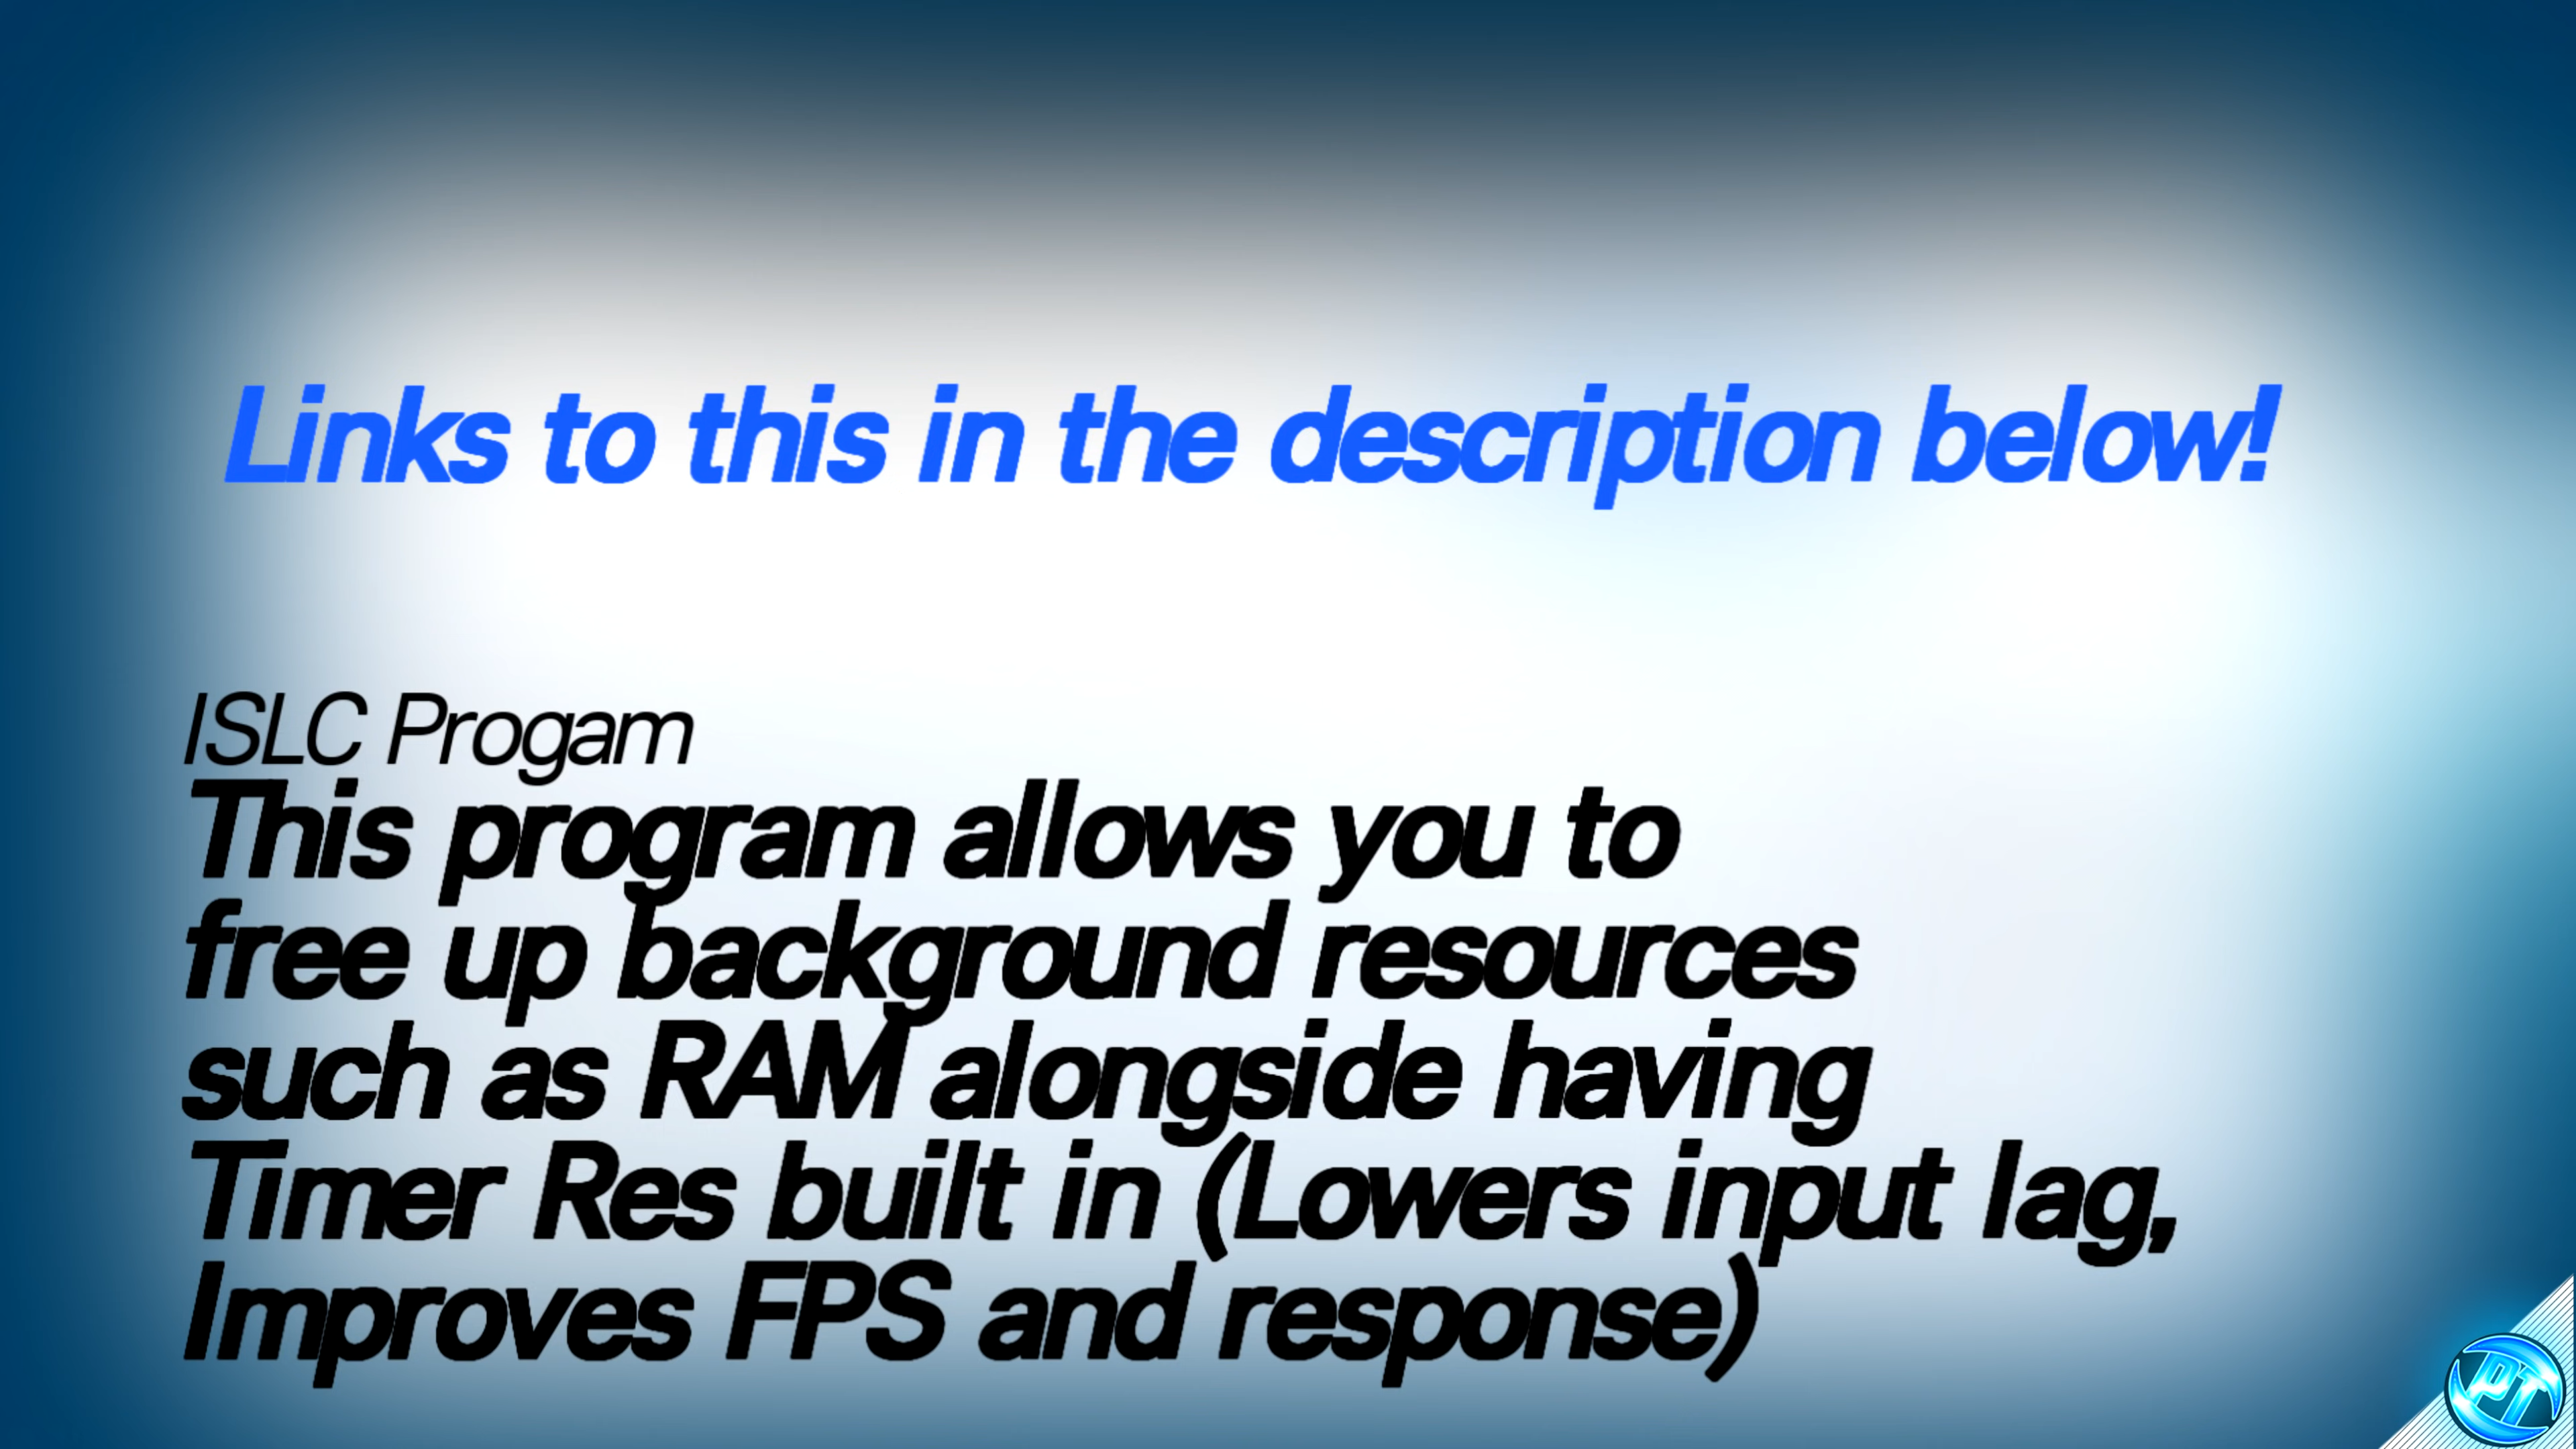 Links to this in the description below!
ISLC Progam
This program allows you to
free up background resources
such as RAM alongside having
Timer Res built in (Lowers input lag,
Improves FPS and response)
PT